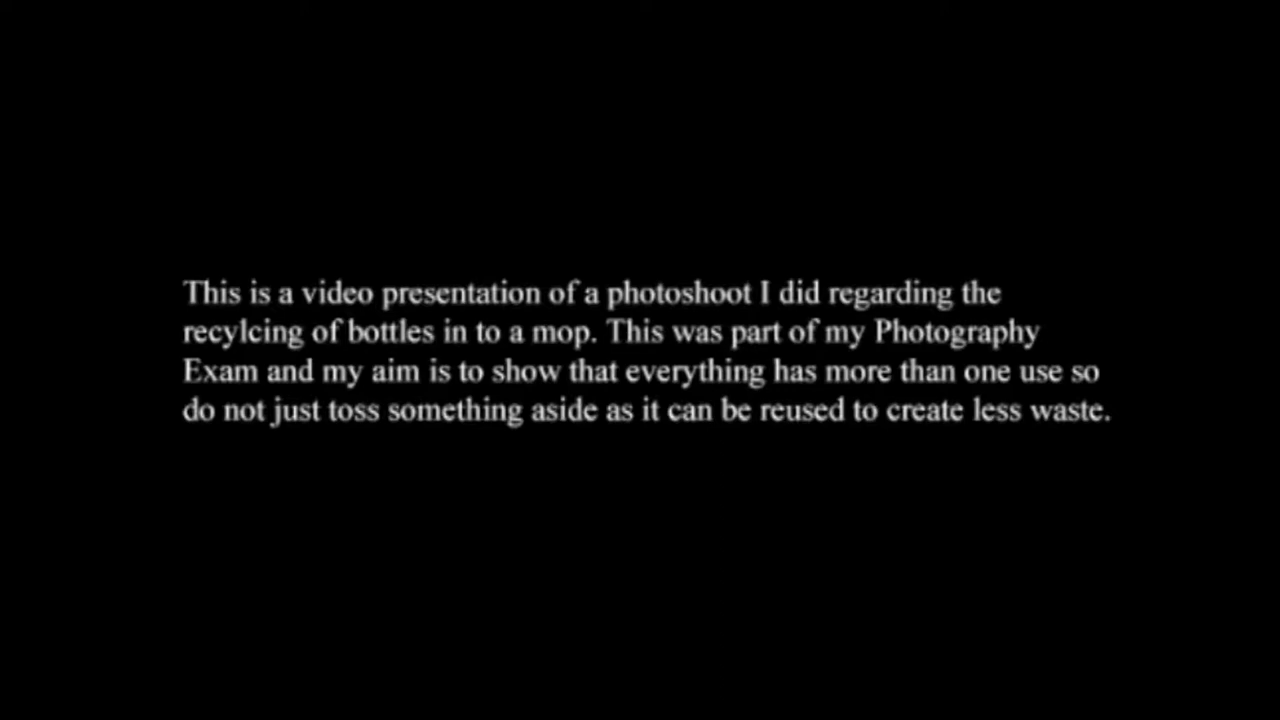 This is a video presentation of a photoshoot I did regarding the
recylcing of bottles in to a mop. This was part of my Photography
Exam and my aim is to show that everything has more than one use so
do not just toss something aside as it can be reused to create less waste.